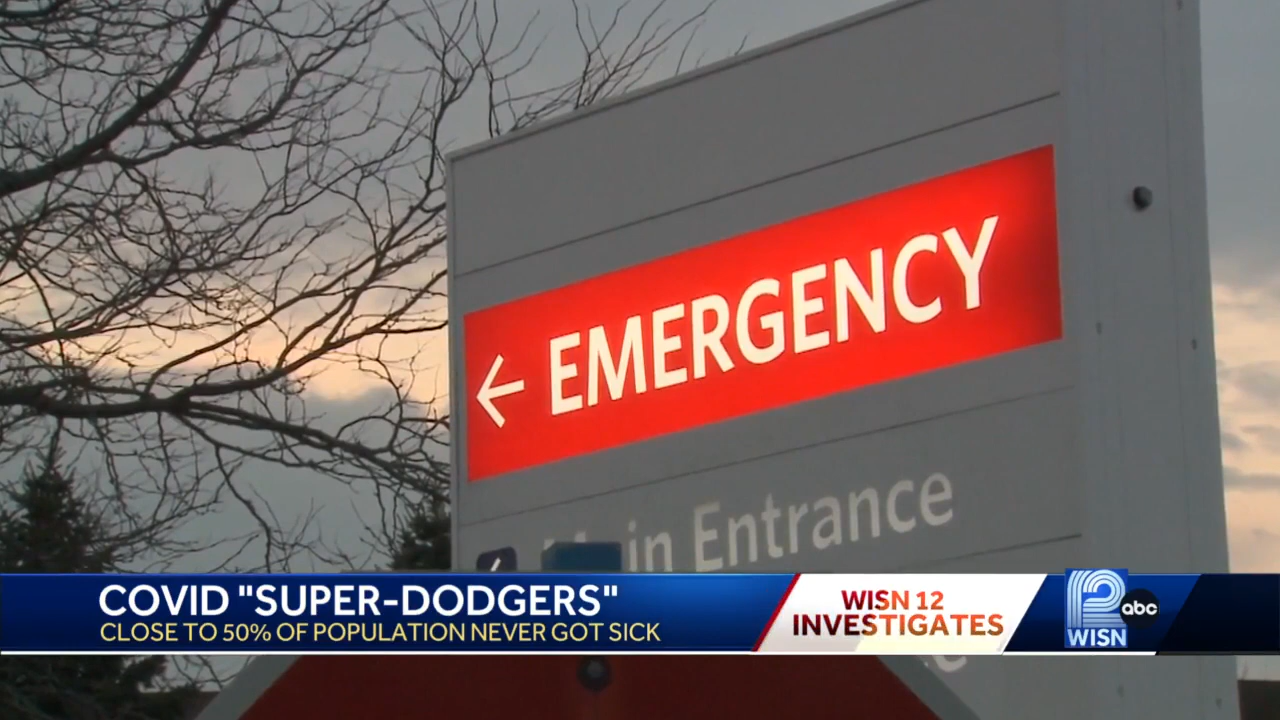 ← EMERGENCY
Main Entrance
COVID "SUPER-DODGERS"
CLOSE TO 50% OF POPULATION NEVER GOT SICK
WISN 12
INVESTIGATES
12
abc
WISN